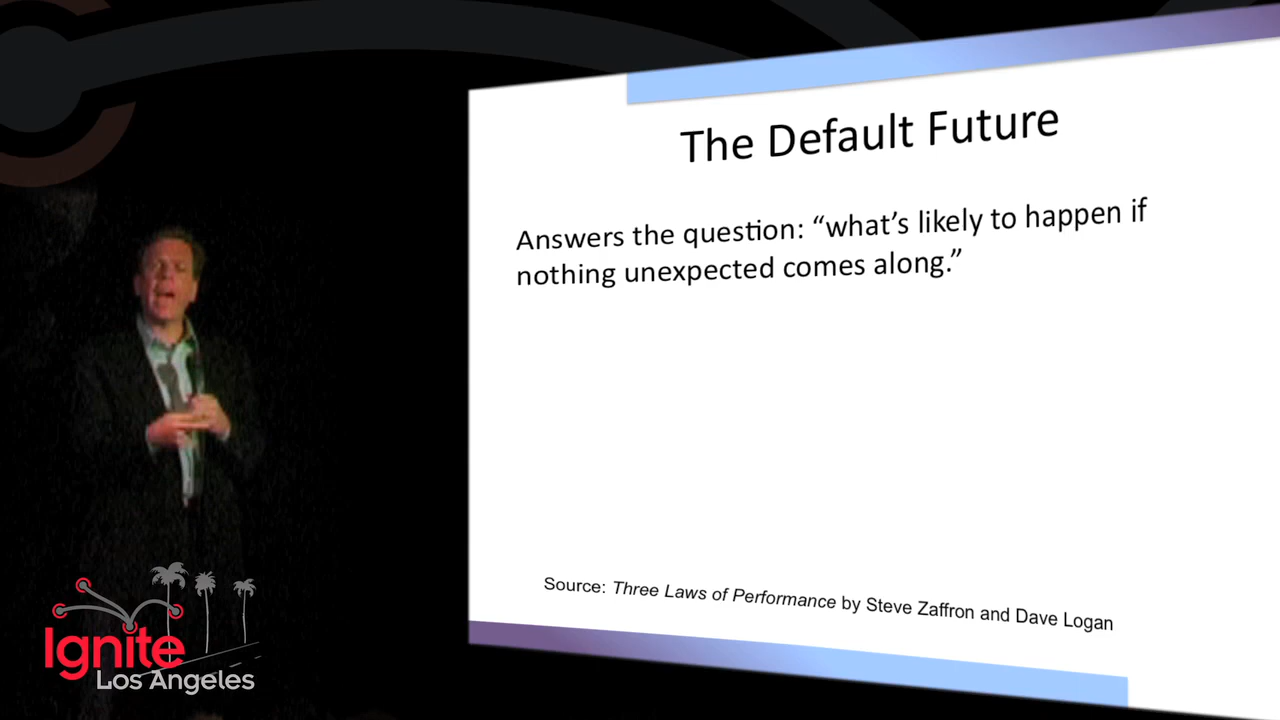 The Default Future
Answers the question: “what’s likely to happen if
nothing unexpected comes along.”
Source: Three Laws of Performance by Steve Zaffron and Dave Logan
Ignite
Los Angeles